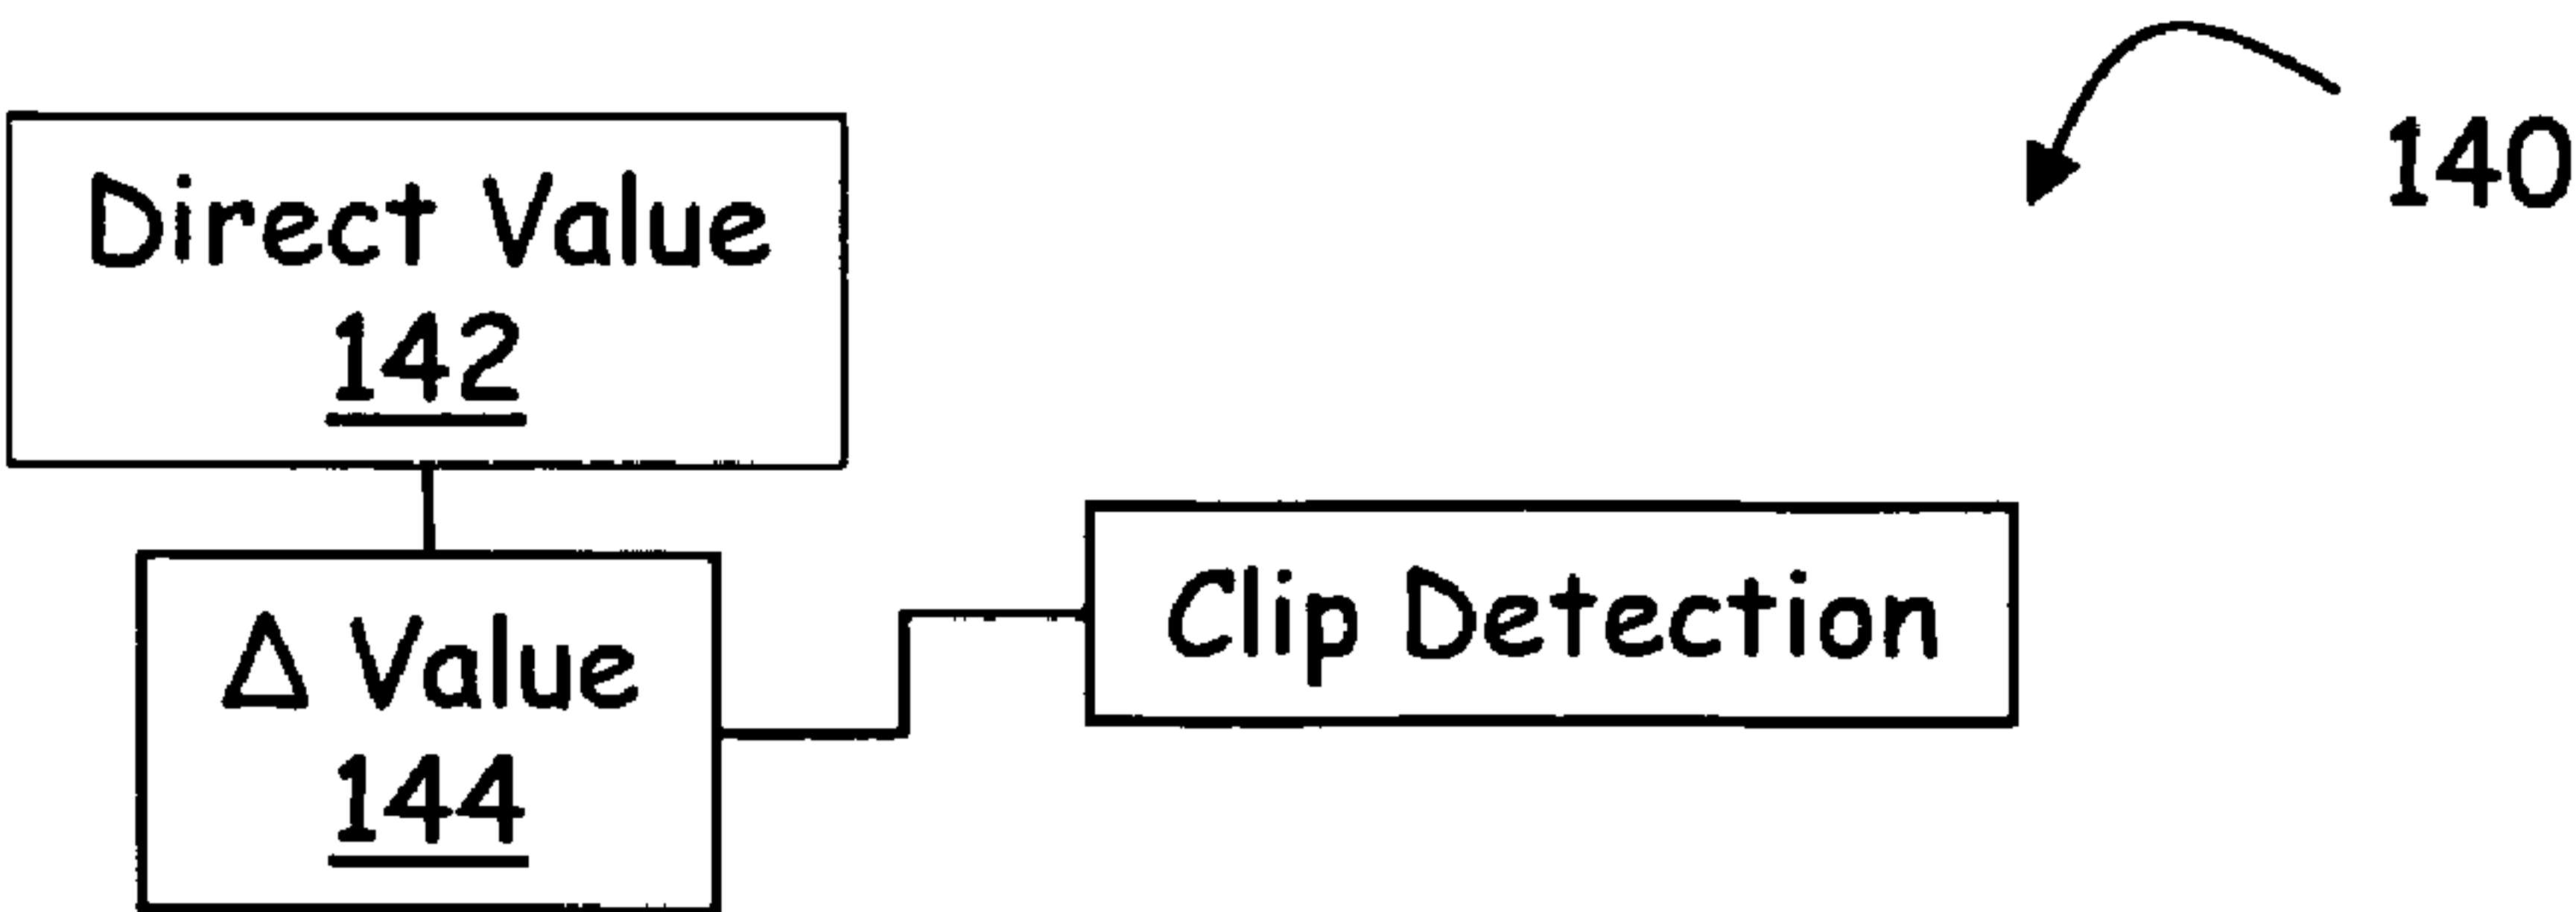 140
Direct Value
142
Δ Value
144
Clip Detection